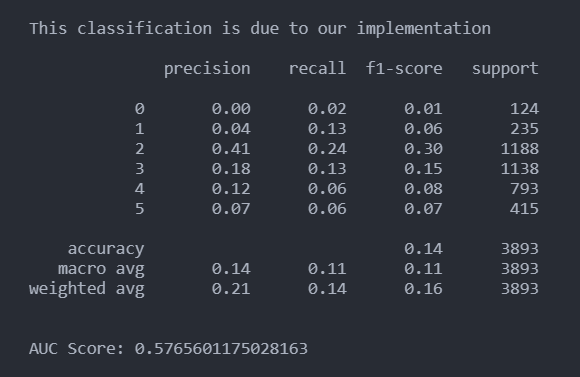 This classification is due to our implementation
precision recall f1-score support
0 0.00 0.02 0.01 124
1 0.04 0.13 0.06 235
2 0.41 0.24 0.30 1188
3 0.18 0.13 0.15 1138
4 0.12 0.06 0.08 793
5 0.07 0.06 0.07 415
accuracy 0.14 3893
macro avg 0.14 0.11 0.11 3893
weighted avg 0.21 0.14 0.16 3893
AUC Score: 0.5765601175028163